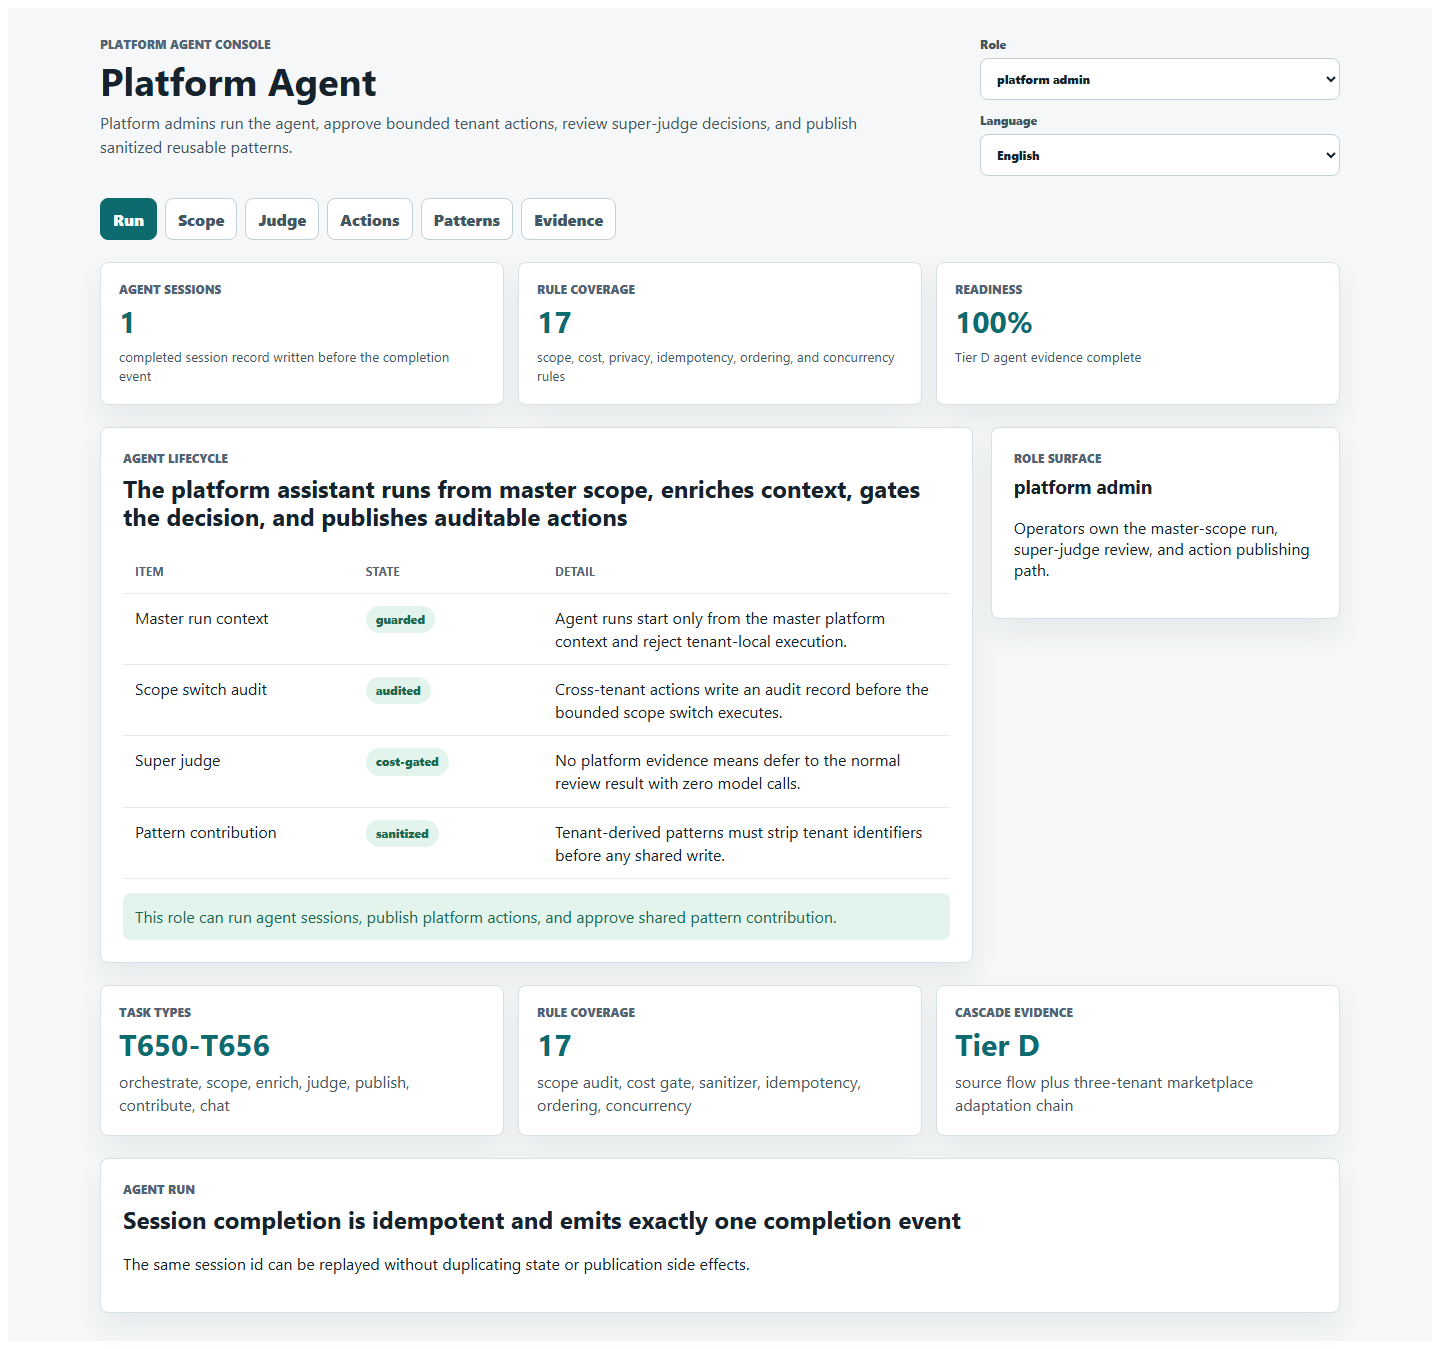 PLATFORM AGENT CONSOLE
Platform Agent
Platform admins run the agent, approve bounded tenant actions, review super-judge decisions, and publish
sanitized reusable patterns.
Role
platform admin
Language
English
Run
Scope
Judge
Actions
Patterns
Evidence
AGENT SESSIONS
1
completed session record written before the completion
event
RULE COVERAGE
17
scope, cost, privacy, idempotency, ordering, and concurrency
rules
READINESS
100%
Tier D agent evidence complete
AGENT LIFECYCLE
The platform assistant runs from master scope, enriches context, gates
the decision, and publishes auditable actions
ITEM STATE DETAIL
Master run context
guarded
Agent runs start only from the master platform
context and reject tenant-local execution.
Scope switch audit
audited
Cross-tenant actions write an audit record before the
bounded scope switch executes.
Super judge
cost-gated
No platform evidence means defer to the normal
review result with zero model calls.
Pattern contribution
sanitized
Tenant-derived patterns must strip tenant identifiers
before any shared write.
This role can run agent sessions, publish platform actions, and approve shared pattern contribution.
ROLE SURFACE
platform admin
Operators own the master-scope run,
super-judge review, and action publishing
path.
TASK TYPES
T650-T656
orchestrate, scope, enrich, judge, publish,
contribute, chat
RULE COVERAGE
17
scope audit, cost gate, sanitizer, idempotency,
ordering, concurrency
CASCADE EVIDENCE
Tier D
source flow plus three-tenant marketplace
adaptation chain
AGENT RUN
Session completion is idempotent and emits exactly one completion event
The same session id can be replayed without duplicating state or publication side effects.